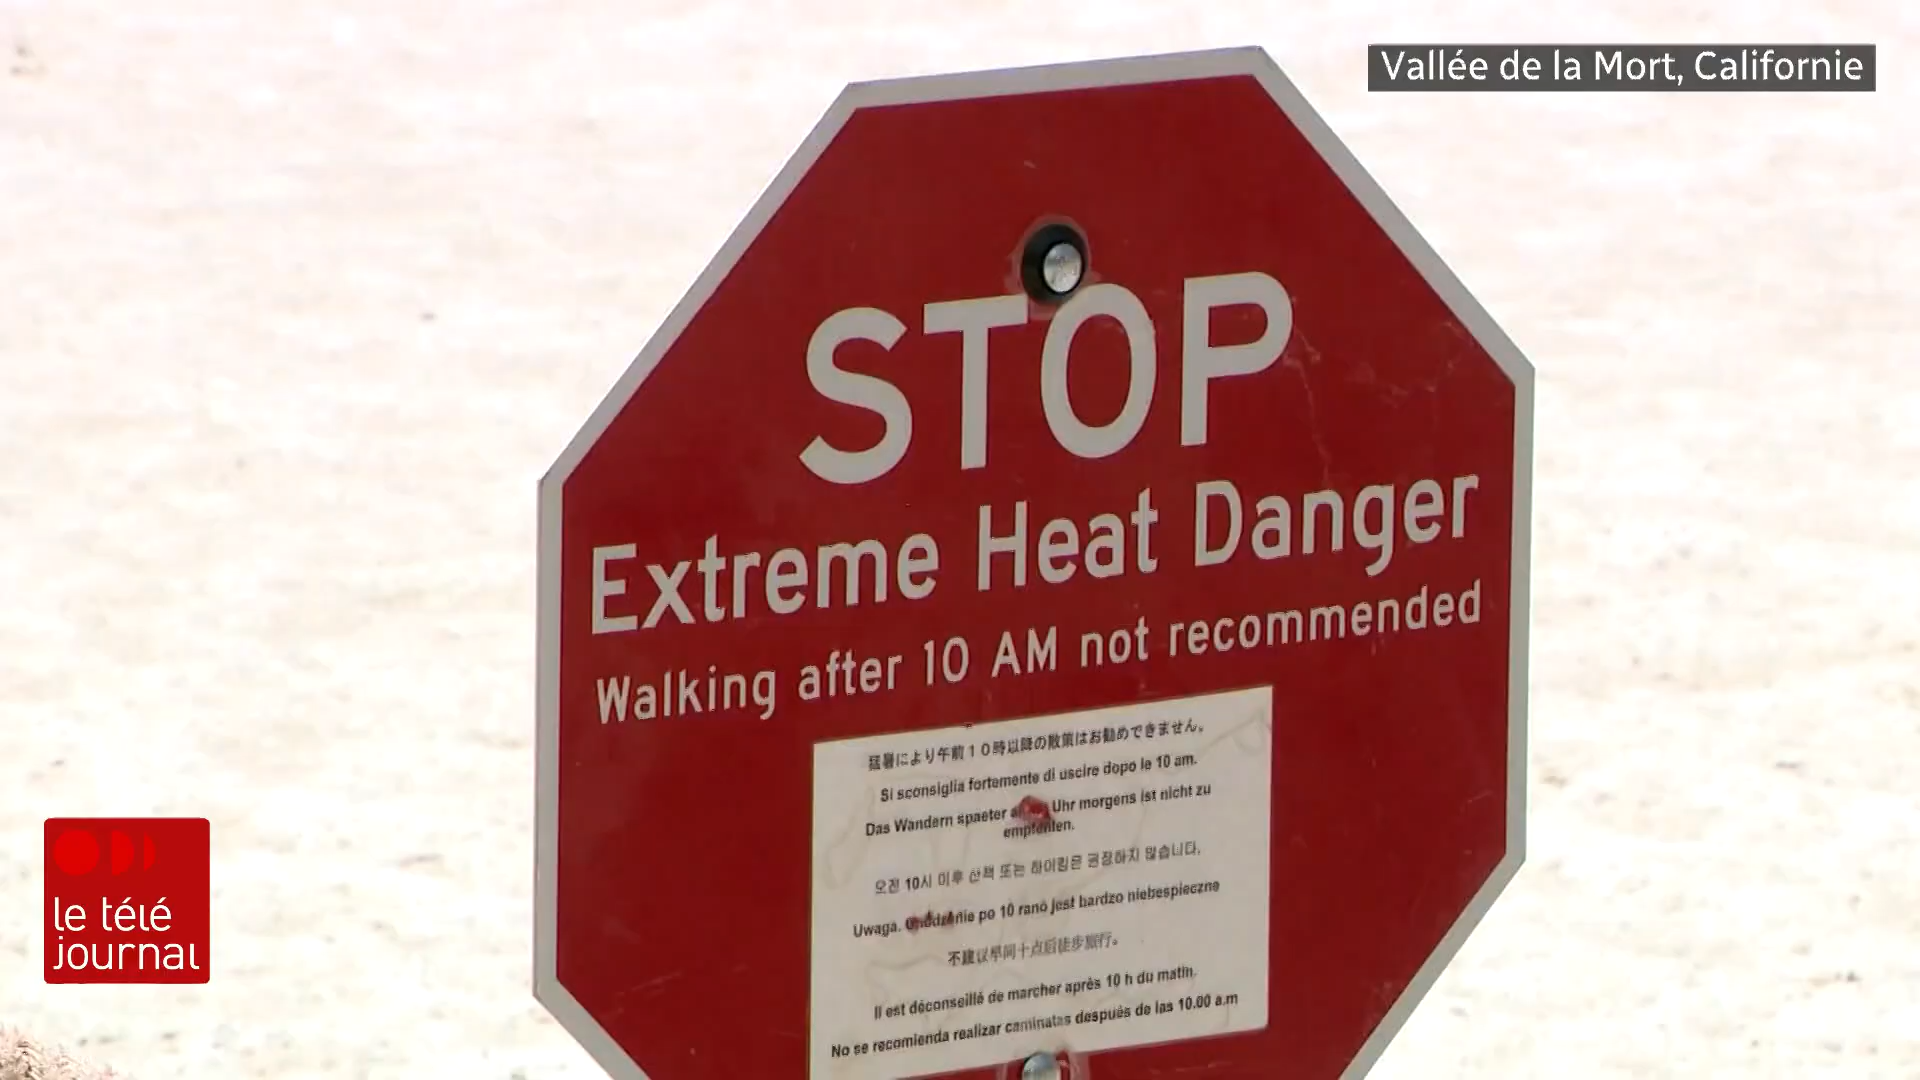 Vallée de la Mort, Californie
STOP
Extreme Heat Danger
Walking after 10 AM not recommended
猛暑により午前10時以降の散策はお勧めできません。
Si sconsiglia fortemente di uscire dopo le 10 am.
Das Wandern spaeter Uhr morgens ist nicht zu
empfehlen.
오전 10시 이후 산책 또는 하이킹은 권장하지 않습니다.
Uwaga. Chodzenie po 10 rano jest bardzo niebespieczne
不建议早间十点后徒步旅行。
Il est déconseillé de marcher après 10 h du matin.
No se recomienda realizar caminatas después de las 10.00 a.m
le télé
journal